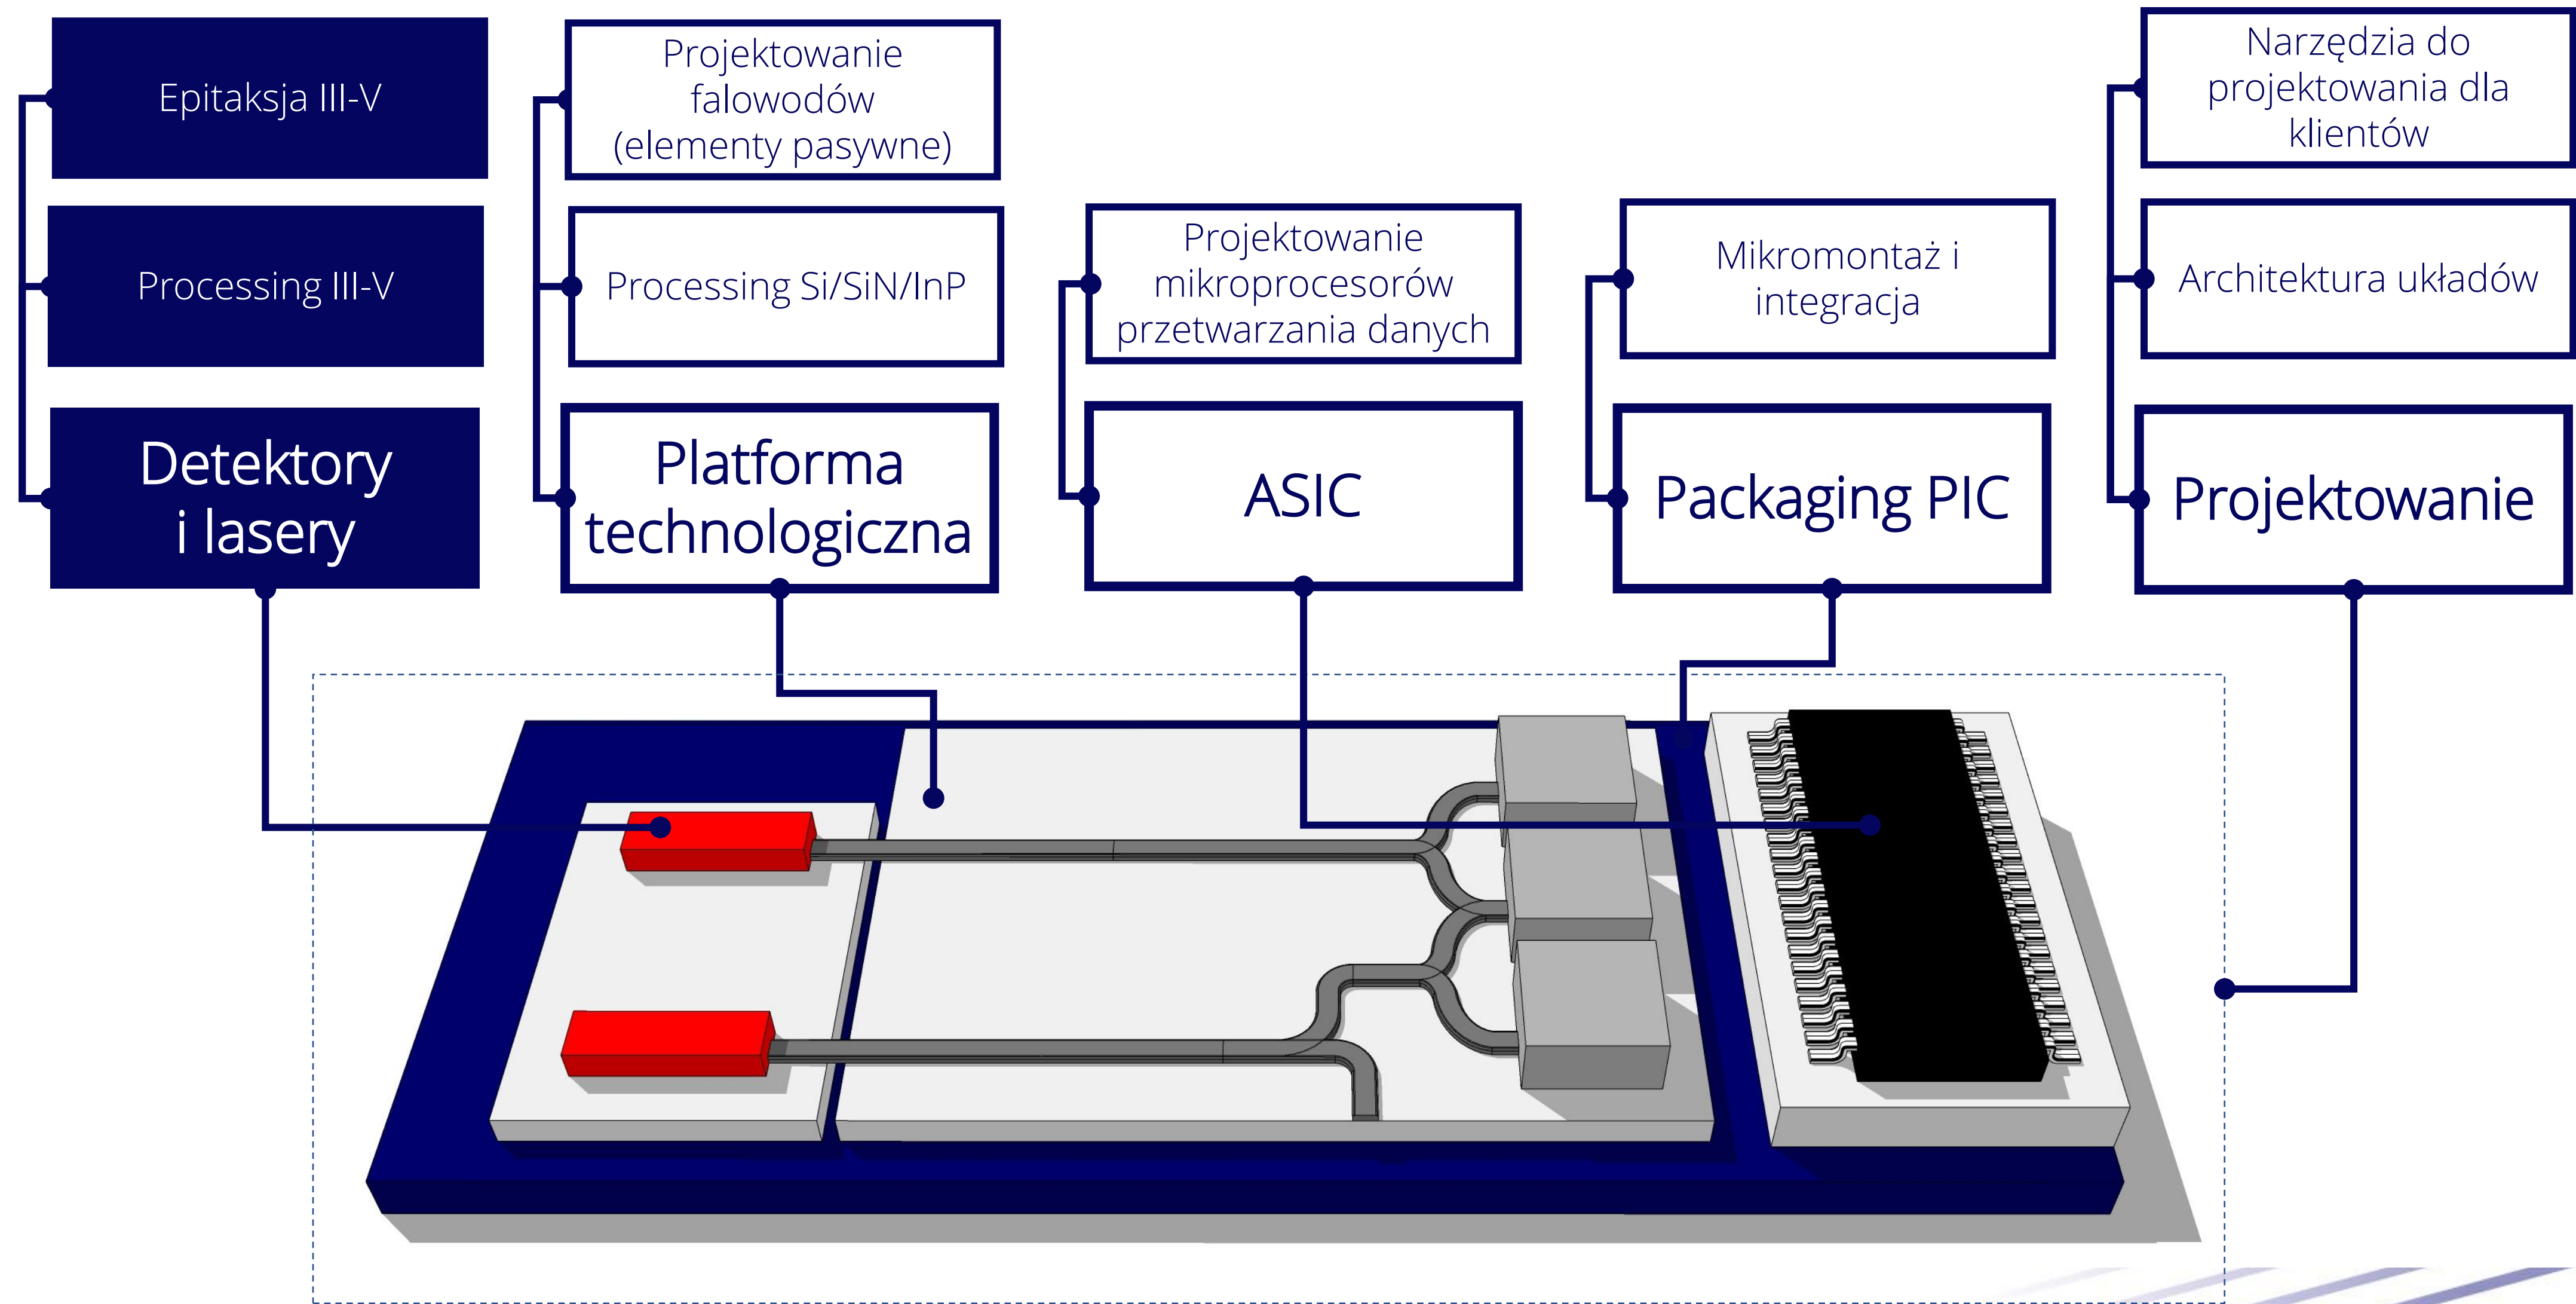 Epitaksja III-V
Processing III-V
Detektory
i lasery
Projektowanie
falowodów
(elementy pasywne)
Processing Si/SiN/InP
Platforma
technologiczna
Projektowanie
mikroprocesorów
przetwarzania danych
ASIC
Mikromontaż i
integracja
Packaging PIC
Narzędzia do
projektowania dla
klientów
Architektura układów
Projektowanie